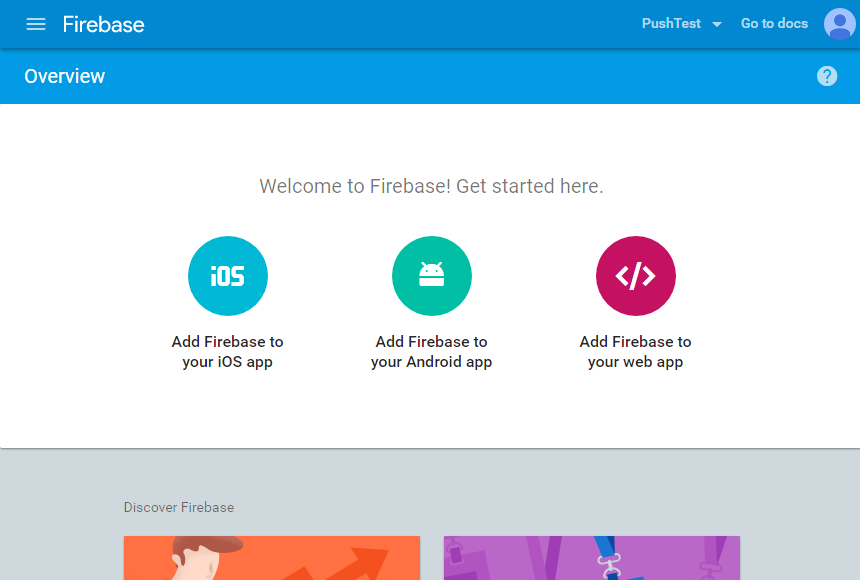 Firebase
PushTest
Go to docs
Overview
?
Welcome to Firebase! Get started here.
iOS
</>
Add Firebase to
your iOS app
Add Firebase to
your Android app
Add Firebase to
your web app
Discover Firebase